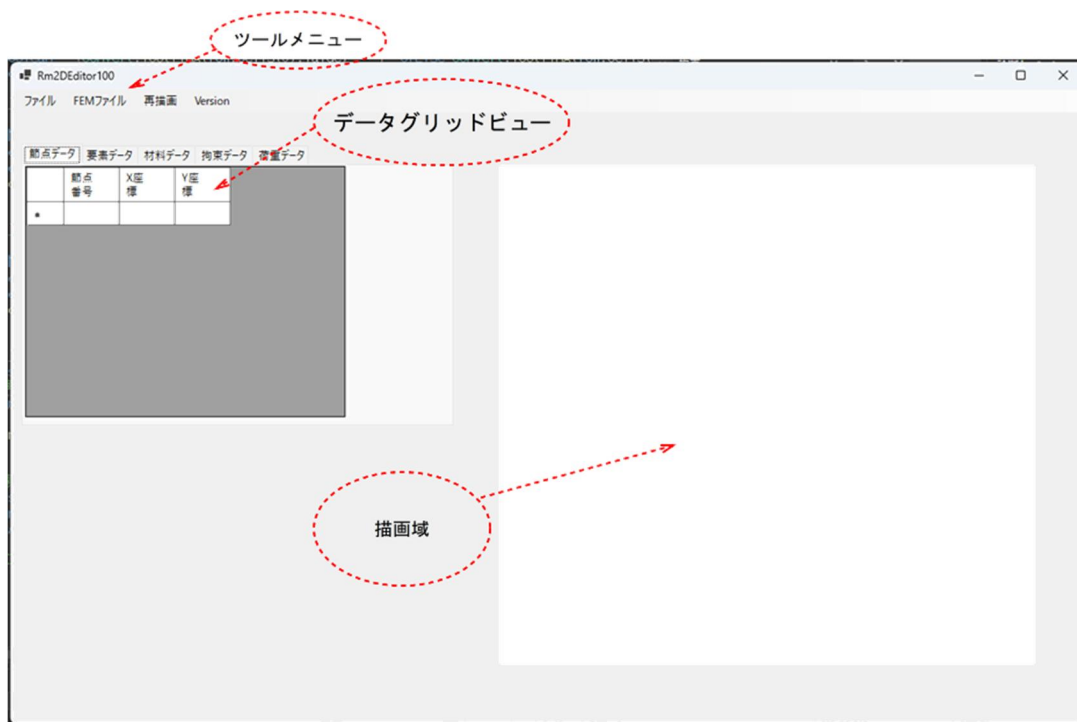 ツールメニュー
Rm2DEditor100
ファイル FEMファイル 再描画 Version
データグリッドビュー
節点データ 要素データ 材料データ 拘束データ 荷重データ
節点
番号
X座
標
Y座
標
描画域